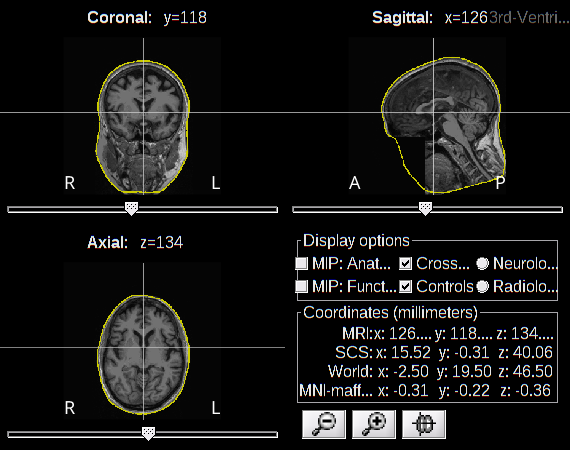 Coronal: y=118
Sagittal: x=126 3rd-Ventri...
R L
A P
Axial: z=134
R L
Display options
MIP: Anat... Cross... Neurolo...
MIP: Funct... Controls Radiolo...
Coordinates (millimeters)
MRI: x: 126.... y: 118.... z: 134....
SCS: x: 15.52 y: -0.31 z: 40.06
World: x: -2.50 y: 19.50 z: 46.50
MNI-maff... x: -0.31 y: -0.22 z: -0.36